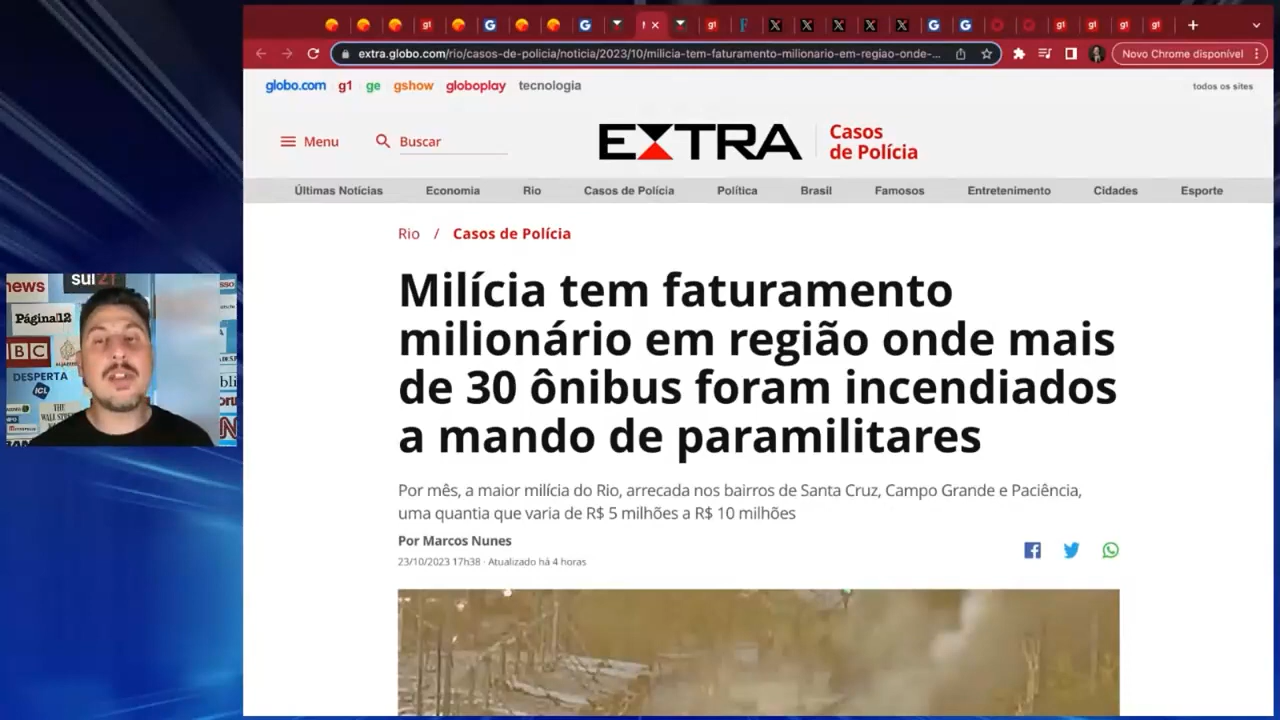 extra.globo.com/rio/casos-de-policia/noticia/2023/10/milicia-tem-faturamento-milionario-em-regiao-onde-...
Novo Chrome disponível
globo.com g1 ge gshow globoplay tecnologia
todos os sites
Menu
Buscar
EXTRA
Casos
de Polícia
Últimas Notícias Economia Rio Casos de Polícia Política Brasil Famosos Entretenimento Cidades Esporte
Rio / Casos de Polícia
Milícia tem faturamento
milionário em região onde mais
de 30 ônibus foram incendiados
a mando de paramilitares
Por mês, a maior milícia do Rio, arrecada nos bairros de Santa Cruz, Campo Grande e Paciência,
uma quantia que varia de R$ 5 milhões a R$ 10 milhões
Por Marcos Nunes
23/10/2023 17h38 · Atualizado há 4 horas
news
sul21
Página12
BBC
DESPERTA
ICL
THE